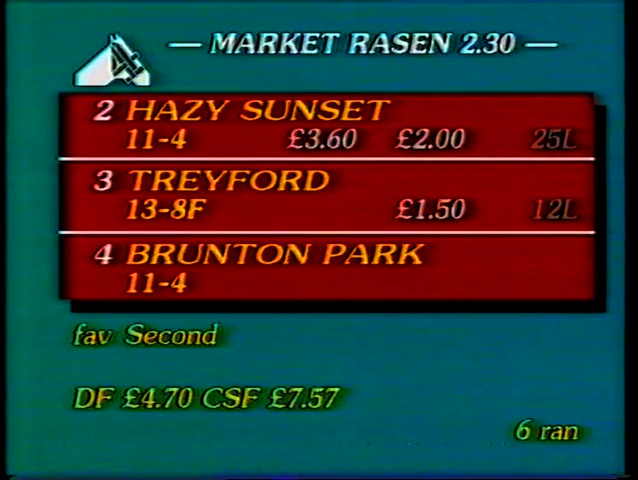 — MARKET RASEN 2.30 —
2 HAZY SUNSET
11-4 £3.60 £2.00 25L
3 TREYFORD
13-8F £1.50 12L
4 BRUNTON PARK
11-4
fav Second
DF £4.70 CSF £7.57
6 ran